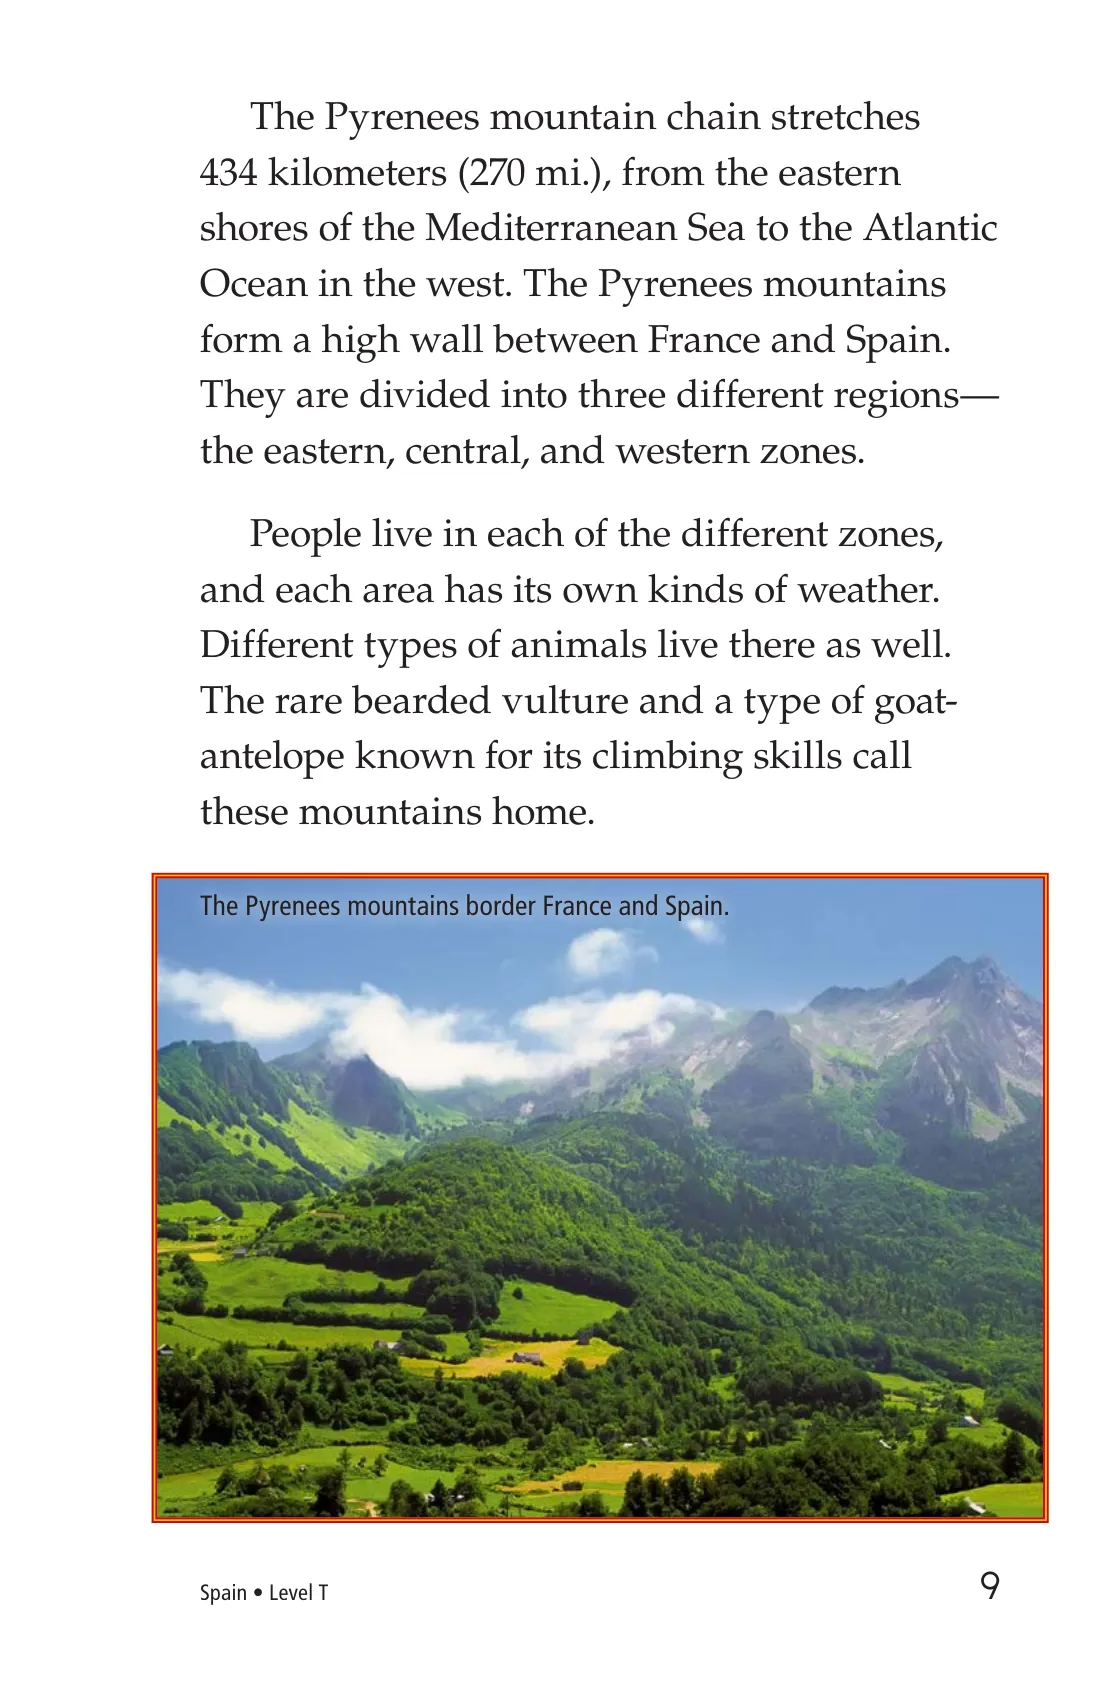 The Pyrenees mountain chain stretches
434 kilometers (270 mi.), from the eastern
shores of the Mediterranean Sea to the Atlantic
Ocean in the west. The Pyrenees mountains
form a high wall between France and Spain.
They are divided into three different regions—
the eastern, central, and western zones.
People live in each of the different zones,
and each area has its own kinds of weather.
Different types of animals live there as well.
The rare bearded vulture and a type of goat-
antelope known for its climbing skills call
these mountains home.
The Pyrenees mountains border France and Spain.
Spain • Level T
9